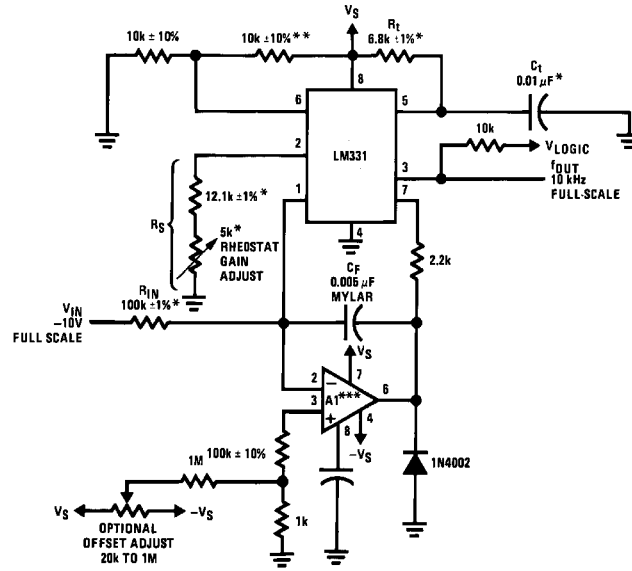 VS
10k ± 10%
10k ± 10%**
Rt
6.8k ± 1%*
Ct
0.01 μF*
8
6
5
2
LM331
10k
VLOGIC
3
fOUT
10 kHz
FULL-SCALE
1
7
4
12.1k ± 1%*
RS
5k*
RHEOSTAT
GAIN
ADJUST
2.2k
CF
0.005 μF
MYLAR
RIN
100k ± 1%*
VIN
−10V
FULL SCALE
VS
7
2
−
6
A1***
3
+
4
8
−VS
100k ± 10%
1M
1N4002
VS
−VS
1k
OPTIONAL
OFFSET ADJUST
20k TO 1M